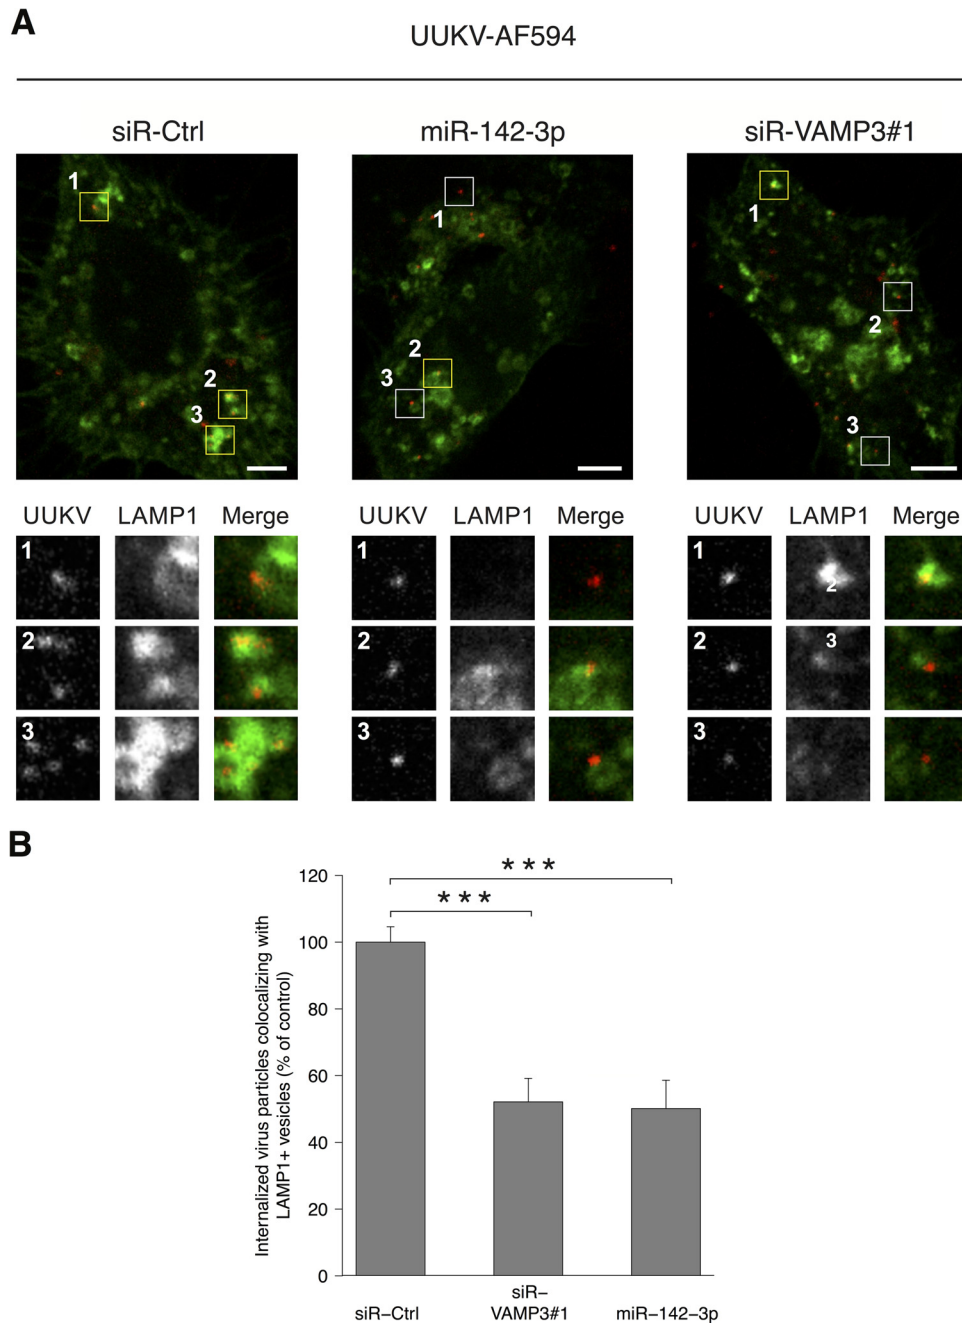 A
UUKV-AF594
siR-Ctrl
miR-142-3p
siR-VAMP3#1
1
2
3
1
2
3
1
2
3
UUKV LAMP1 Merge
UUKV LAMP1 Merge
UUKV LAMP1 Merge
1
2
3
1
2
3
1
2
2
3
3
B
Internalized virus particles colocalizing with
LAMP1+ vesicles (% of control)
120
100
80
60
40
20
0
***
***
siR–Ctrl
siR–
VAMP3#1
miR–142–3p